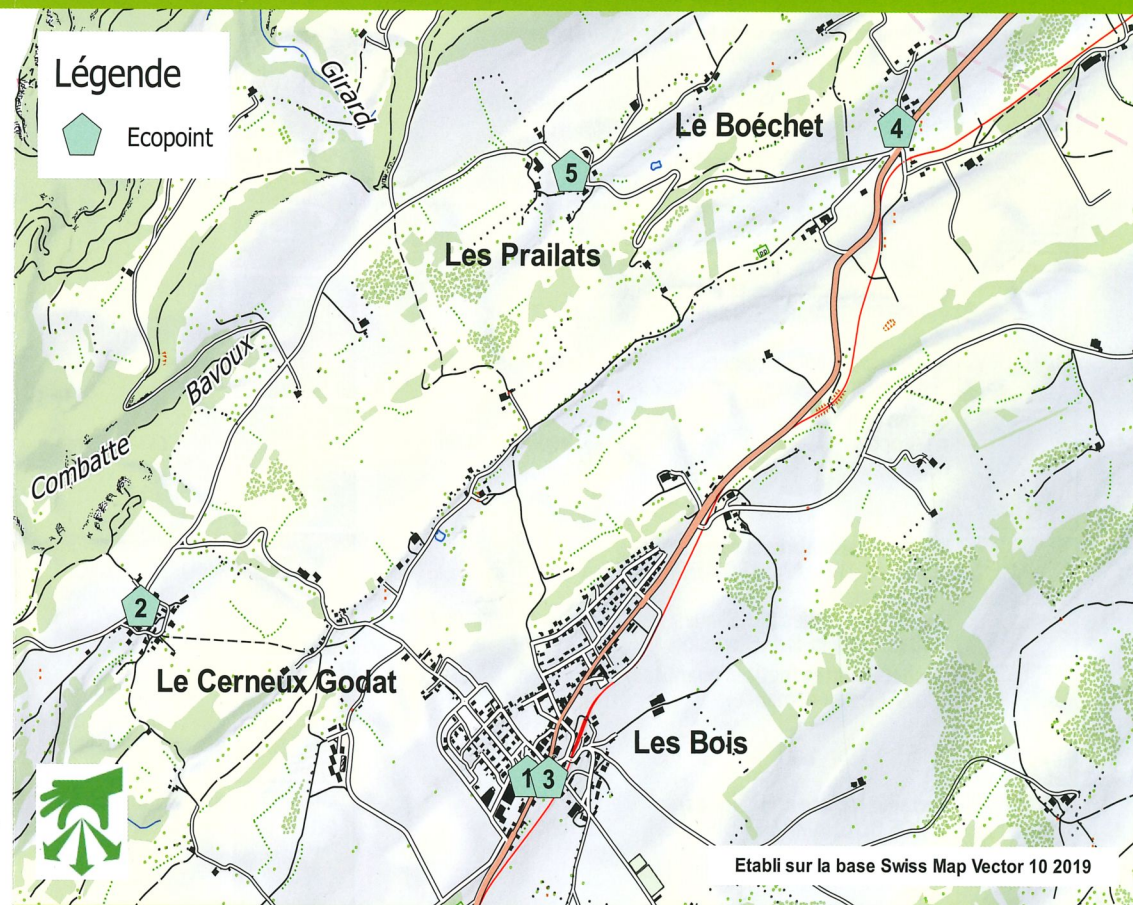 Légende
Ecopoint
Girard
Le Boéchet
4
5
Les Prailats
Bavoux
Combatte
2
Le Cerneux Godat
Les Bois
1
3
Etabli sur la base Swiss Map Vector 10 2019